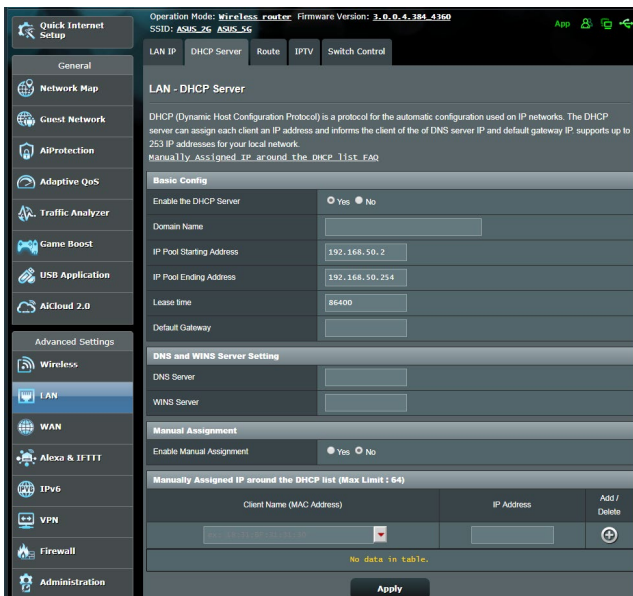 Quick Internet
Setup
General
Network Map
Guest Network
AiProtection
Adaptive QoS
Traffic Analyzer
Game Boost
USB Application
AiCloud 2.0
Advanced Settings
Wireless
LAN
WAN
Alexa & IFTTT
IPv6
VPN
Firewall
Administration
Operation Mode: Wireless router Firmware Version: 3.0.0.4.384_4360
SSID: ASUS_2G ASUS_5G
App
LAN IP DHCP Server Route IPTV Switch Control
LAN - DHCP Server
DHCP (Dynamic Host Configuration Protocol) is a protocol for the automatic configuration used on IP networks. The DHCP
server can assign each client an IP address and informs the client of the of DNS server IP and default gateway IP. supports up to
253 IP addresses for your local network.
Manually Assigned IP around the DHCP list FAQ
Basic Config
Enable the DHCP Server Yes No
Domain Name
IP Pool Starting Address 192.168.50.2
IP Pool Ending Address 192.168.50.254
Lease time 86400
Default Gateway
DNS and WINS Server Setting
DNS Server
WINS Server
Manual Assignment
Enable Manual Assignment Yes No
Manually Assigned IP around the DHCP list (Max Limit : 64)
Client Name (MAC Address) IP Address Add /
Delete
No data in table.
Apply